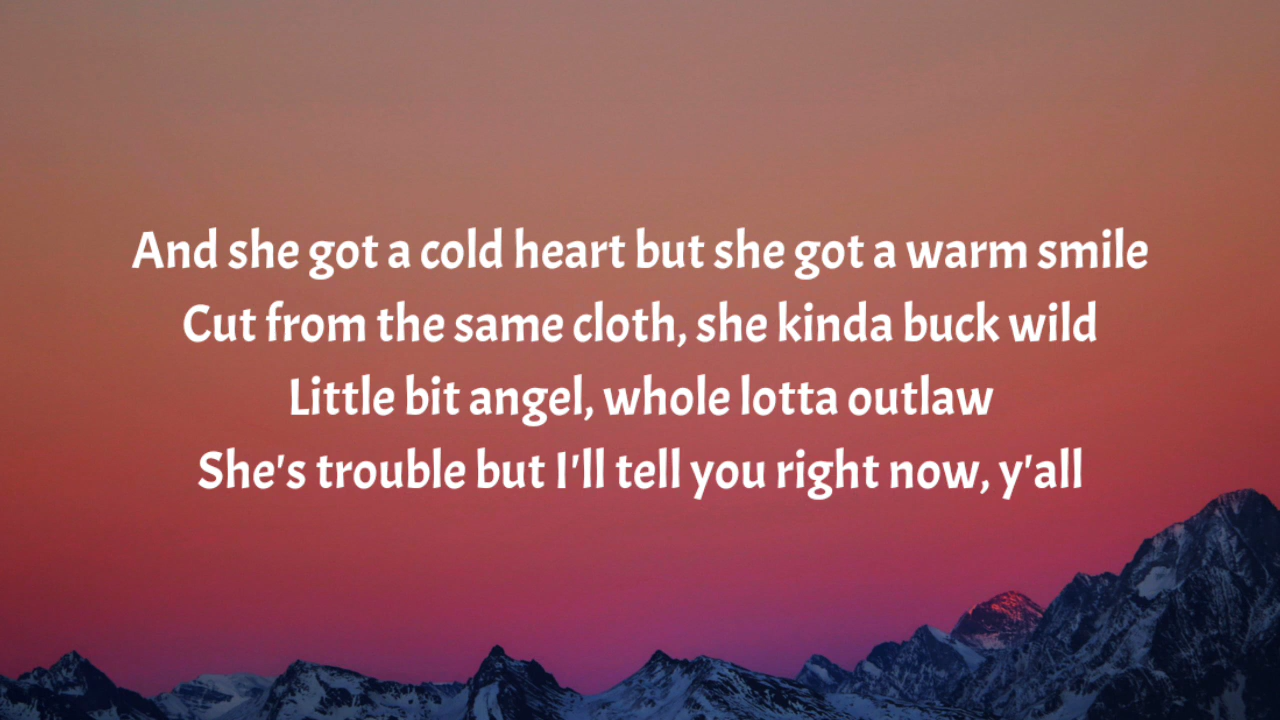 And she got a cold heart but she got a warm smile
Cut from the same cloth, she kinda buck wild
Little bit angel, whole lotta outlaw
She's trouble but I'll tell you right now, y'all